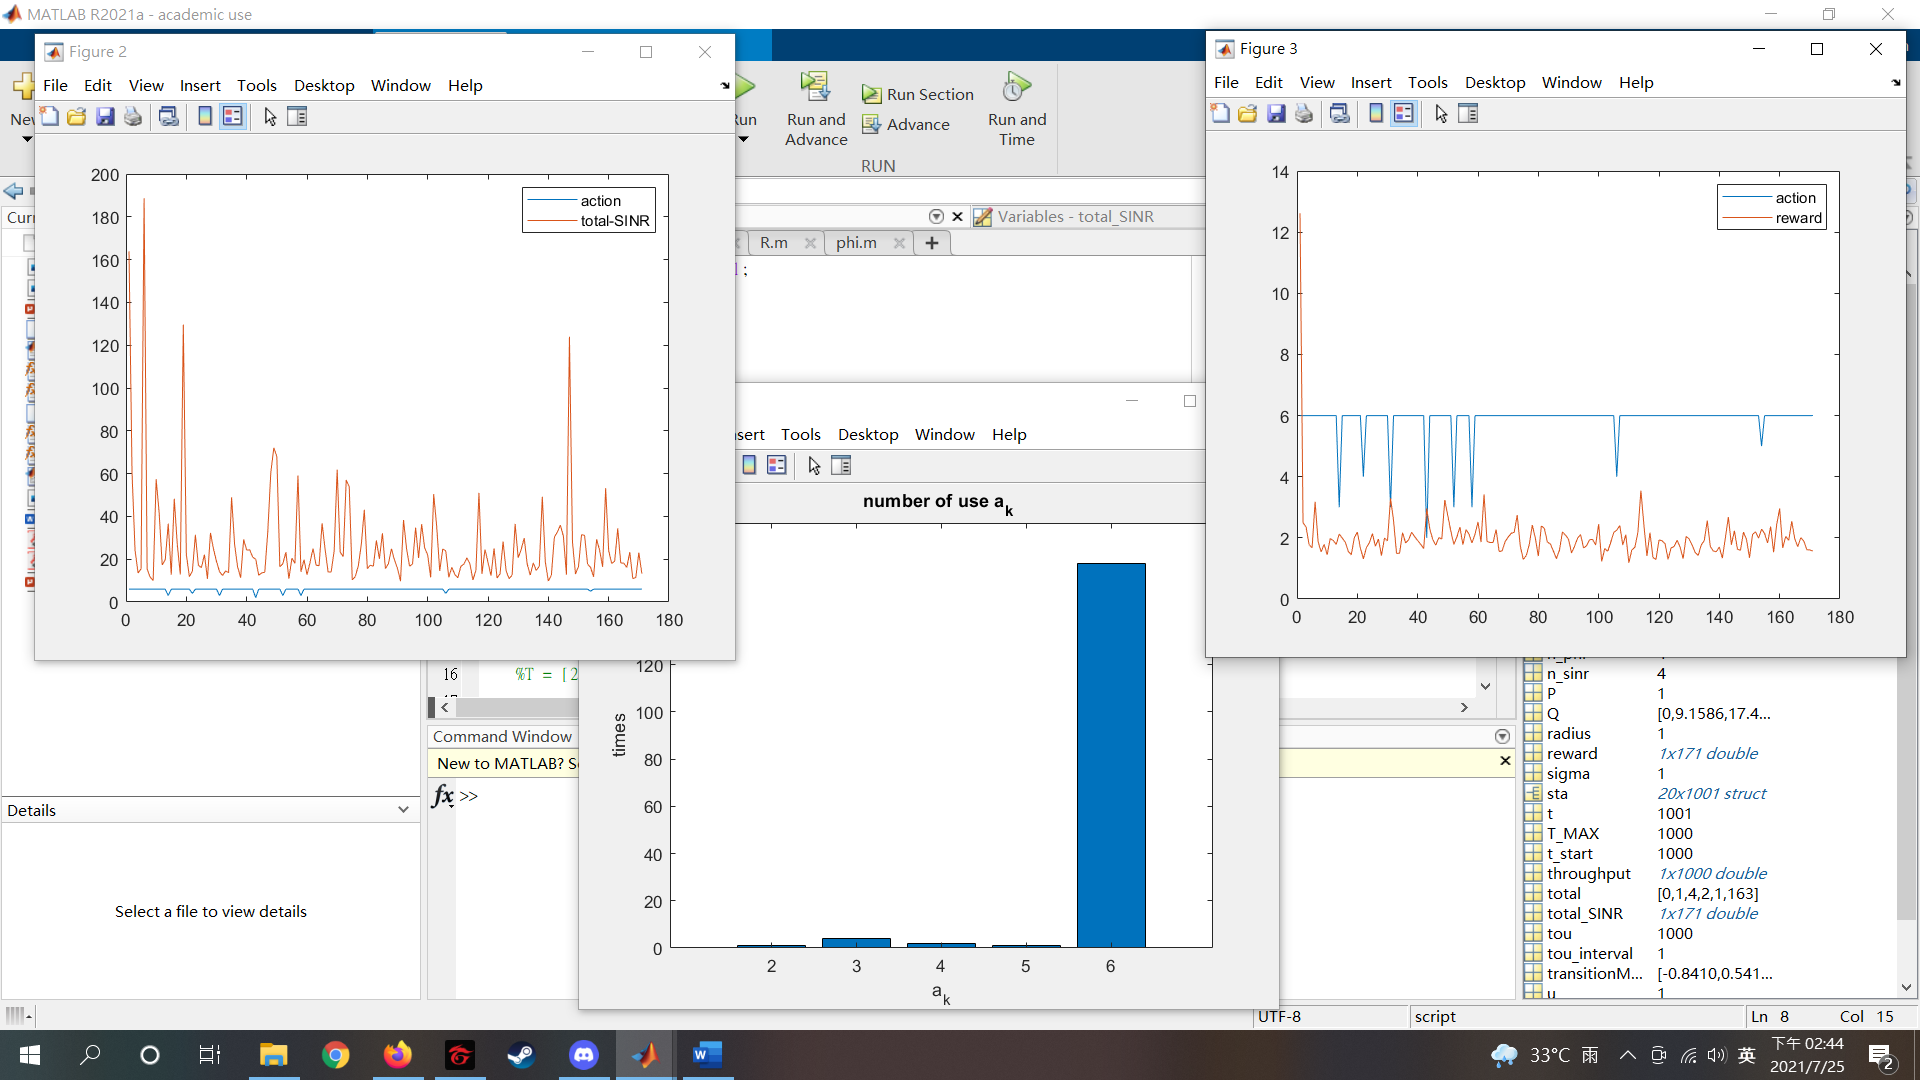 MATLAB R2021a - academic use
Figure 2
File Edit View Insert Tools Desktop Window Help
200
180
160
140
120
100
80
60
40
20
0
0 20 40 60 80 100 120 140 160 180
action
total-SINR
New
Run and Advance
Run Section
Advance
Run and Time
RUN
Variables - total_SINR
R.m
phi.m
;
Figure 3
File Edit View Insert Tools Desktop Window Help
14
12
10
8
6
4
2
0
0 20 40 60 80 100 120 140 160 180
action
reward
Tools Desktop Window Help
number of use a k
120
100
80
60
40
20
0
times
2 3 4 5 6
a k
16 %T = [2
Command Window
New to MATLAB?
fx >>
Details
Select a file to view details
n_sinr 4
P 1
Q [0,9.1586,17.4...
radius 1
reward 1x171 double
sigma 1
sta 20x1001 struct
t 1001
T_MAX 1000
t_start 1000
throughput 1x1000 double
total [0,1,4,2,1,163]
total_SINR 1x171 double
tou 1000
tou_interval 1
transitionM... [-0.8410,0.541...
u 1
UTF-8
script
Ln 8 Col 15
33°C 雨
英
下午 02:44
2021/7/25
2